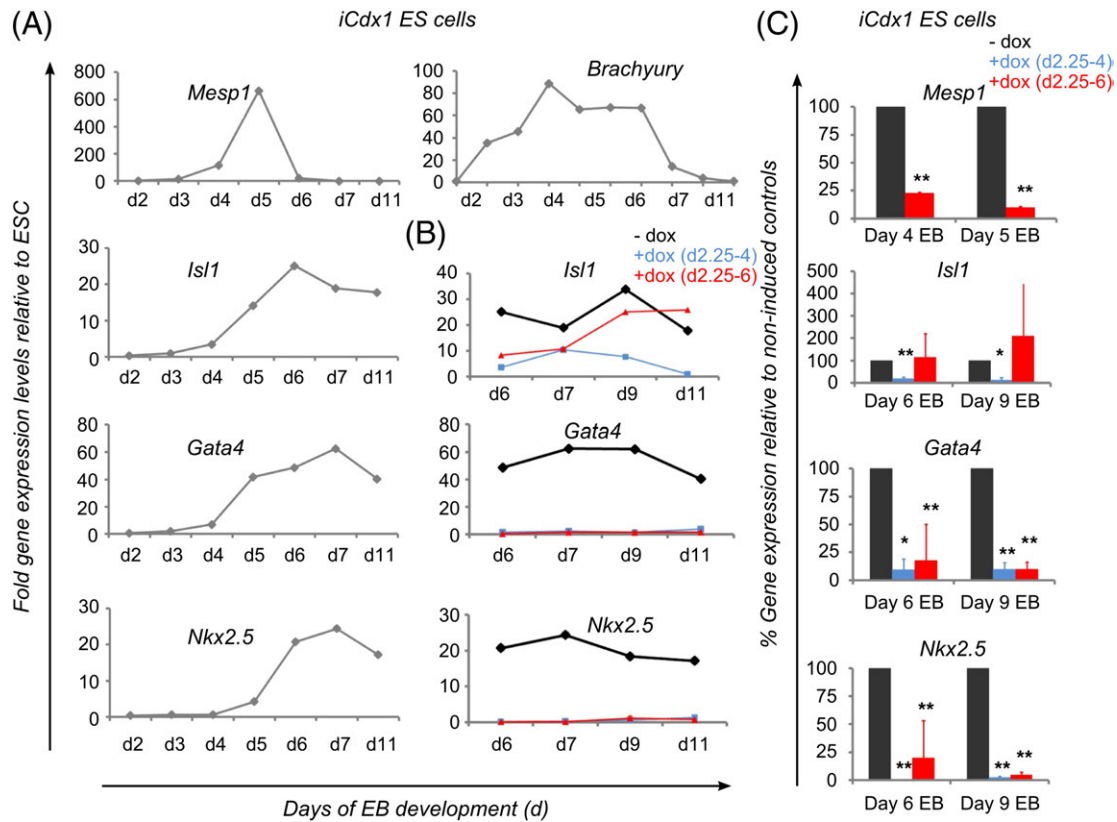 (A)
iCdx1 ES cells
Fold gene expression levels relative to ESC
Mesp1
800
600
400
200
0
d2 d3 d4 d5 d6 d7 d11
Brachyury
100
80
60
40
20
0
d2 d3 d4 d5 d6 d7 d11
Isl1
30
20
10
0
d2 d3 d4 d5 d6 d7 d11
Gata4
80
60
40
20
0
d2 d3 d4 d5 d6 d7 d11
Nkx2.5
30
20
10
0
d2 d3 d4 d5 d6 d7 d11
(B)
- dox
+dox (d2.25-4)
+dox (d2.25-6)
Isl1
40
30
20
10
0
d6 d7 d9 d11
Gata4
80
60
40
20
0
d6 d7 d9 d11
Nkx2.5
30
20
10
0
d6 d7 d9 d11
Days of EB development (d)
(C)
iCdx1 ES cells
- dox
+dox (d2.25-4)
+dox (d2.25-6)
% Gene expression relative to non-induced controls
Mesp1
100
75
50
25
0
** **
Day 4 EB Day 5 EB
Isl1
500
400
300
200
100
0
** *
Day 6 EB Day 9 EB
Gata4
100
75
50
25
0
* ** ** **
Day 6 EB Day 9 EB
Nkx2.5
100
75
50
25
0
** ** ** **
Day 6 EB Day 9 EB